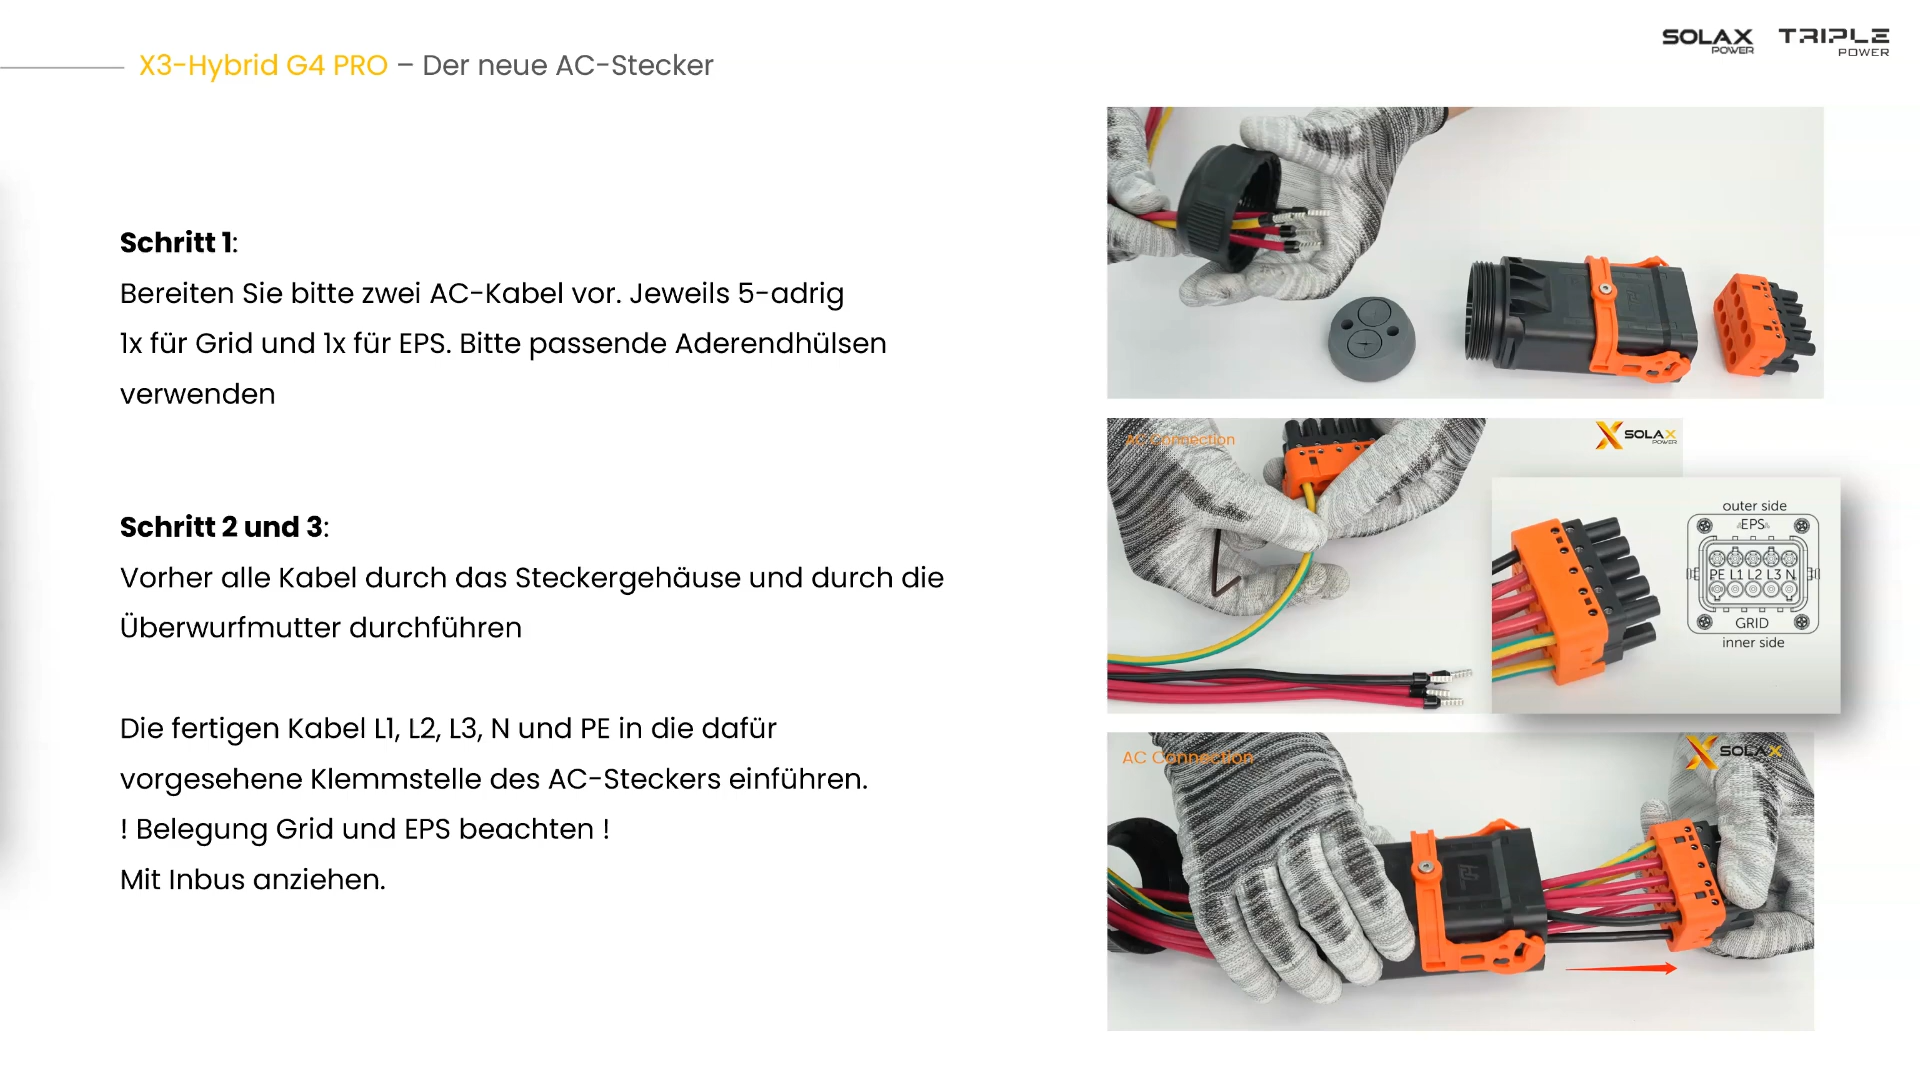 X3-Hybrid G4 PRO – Der neue AC-Stecker
SOLAX POWER
TRIPLE POWER
Schritt 1:
Bereiten Sie bitte zwei AC-Kabel vor. Jeweils 5-adrig
1x für Grid und 1x für EPS. Bitte passende Aderendhülsen
verwenden
Schritt 2 und 3:
Vorher alle Kabel durch das Steckergehäuse und durch die
Überwurfmutter durchführen
Die fertigen Kabel L1, L2, L3, N und PE in die dafür
vorgesehene Klemmstelle des AC-Steckers einführen.
! Belegung Grid und EPS beachten !
Mit Inbus anziehen.
AC Connection
SOLAX POWER
outer side
EPS
PE L1 L2 L3 N
GRID
inner side
AC Connection
SOLAX